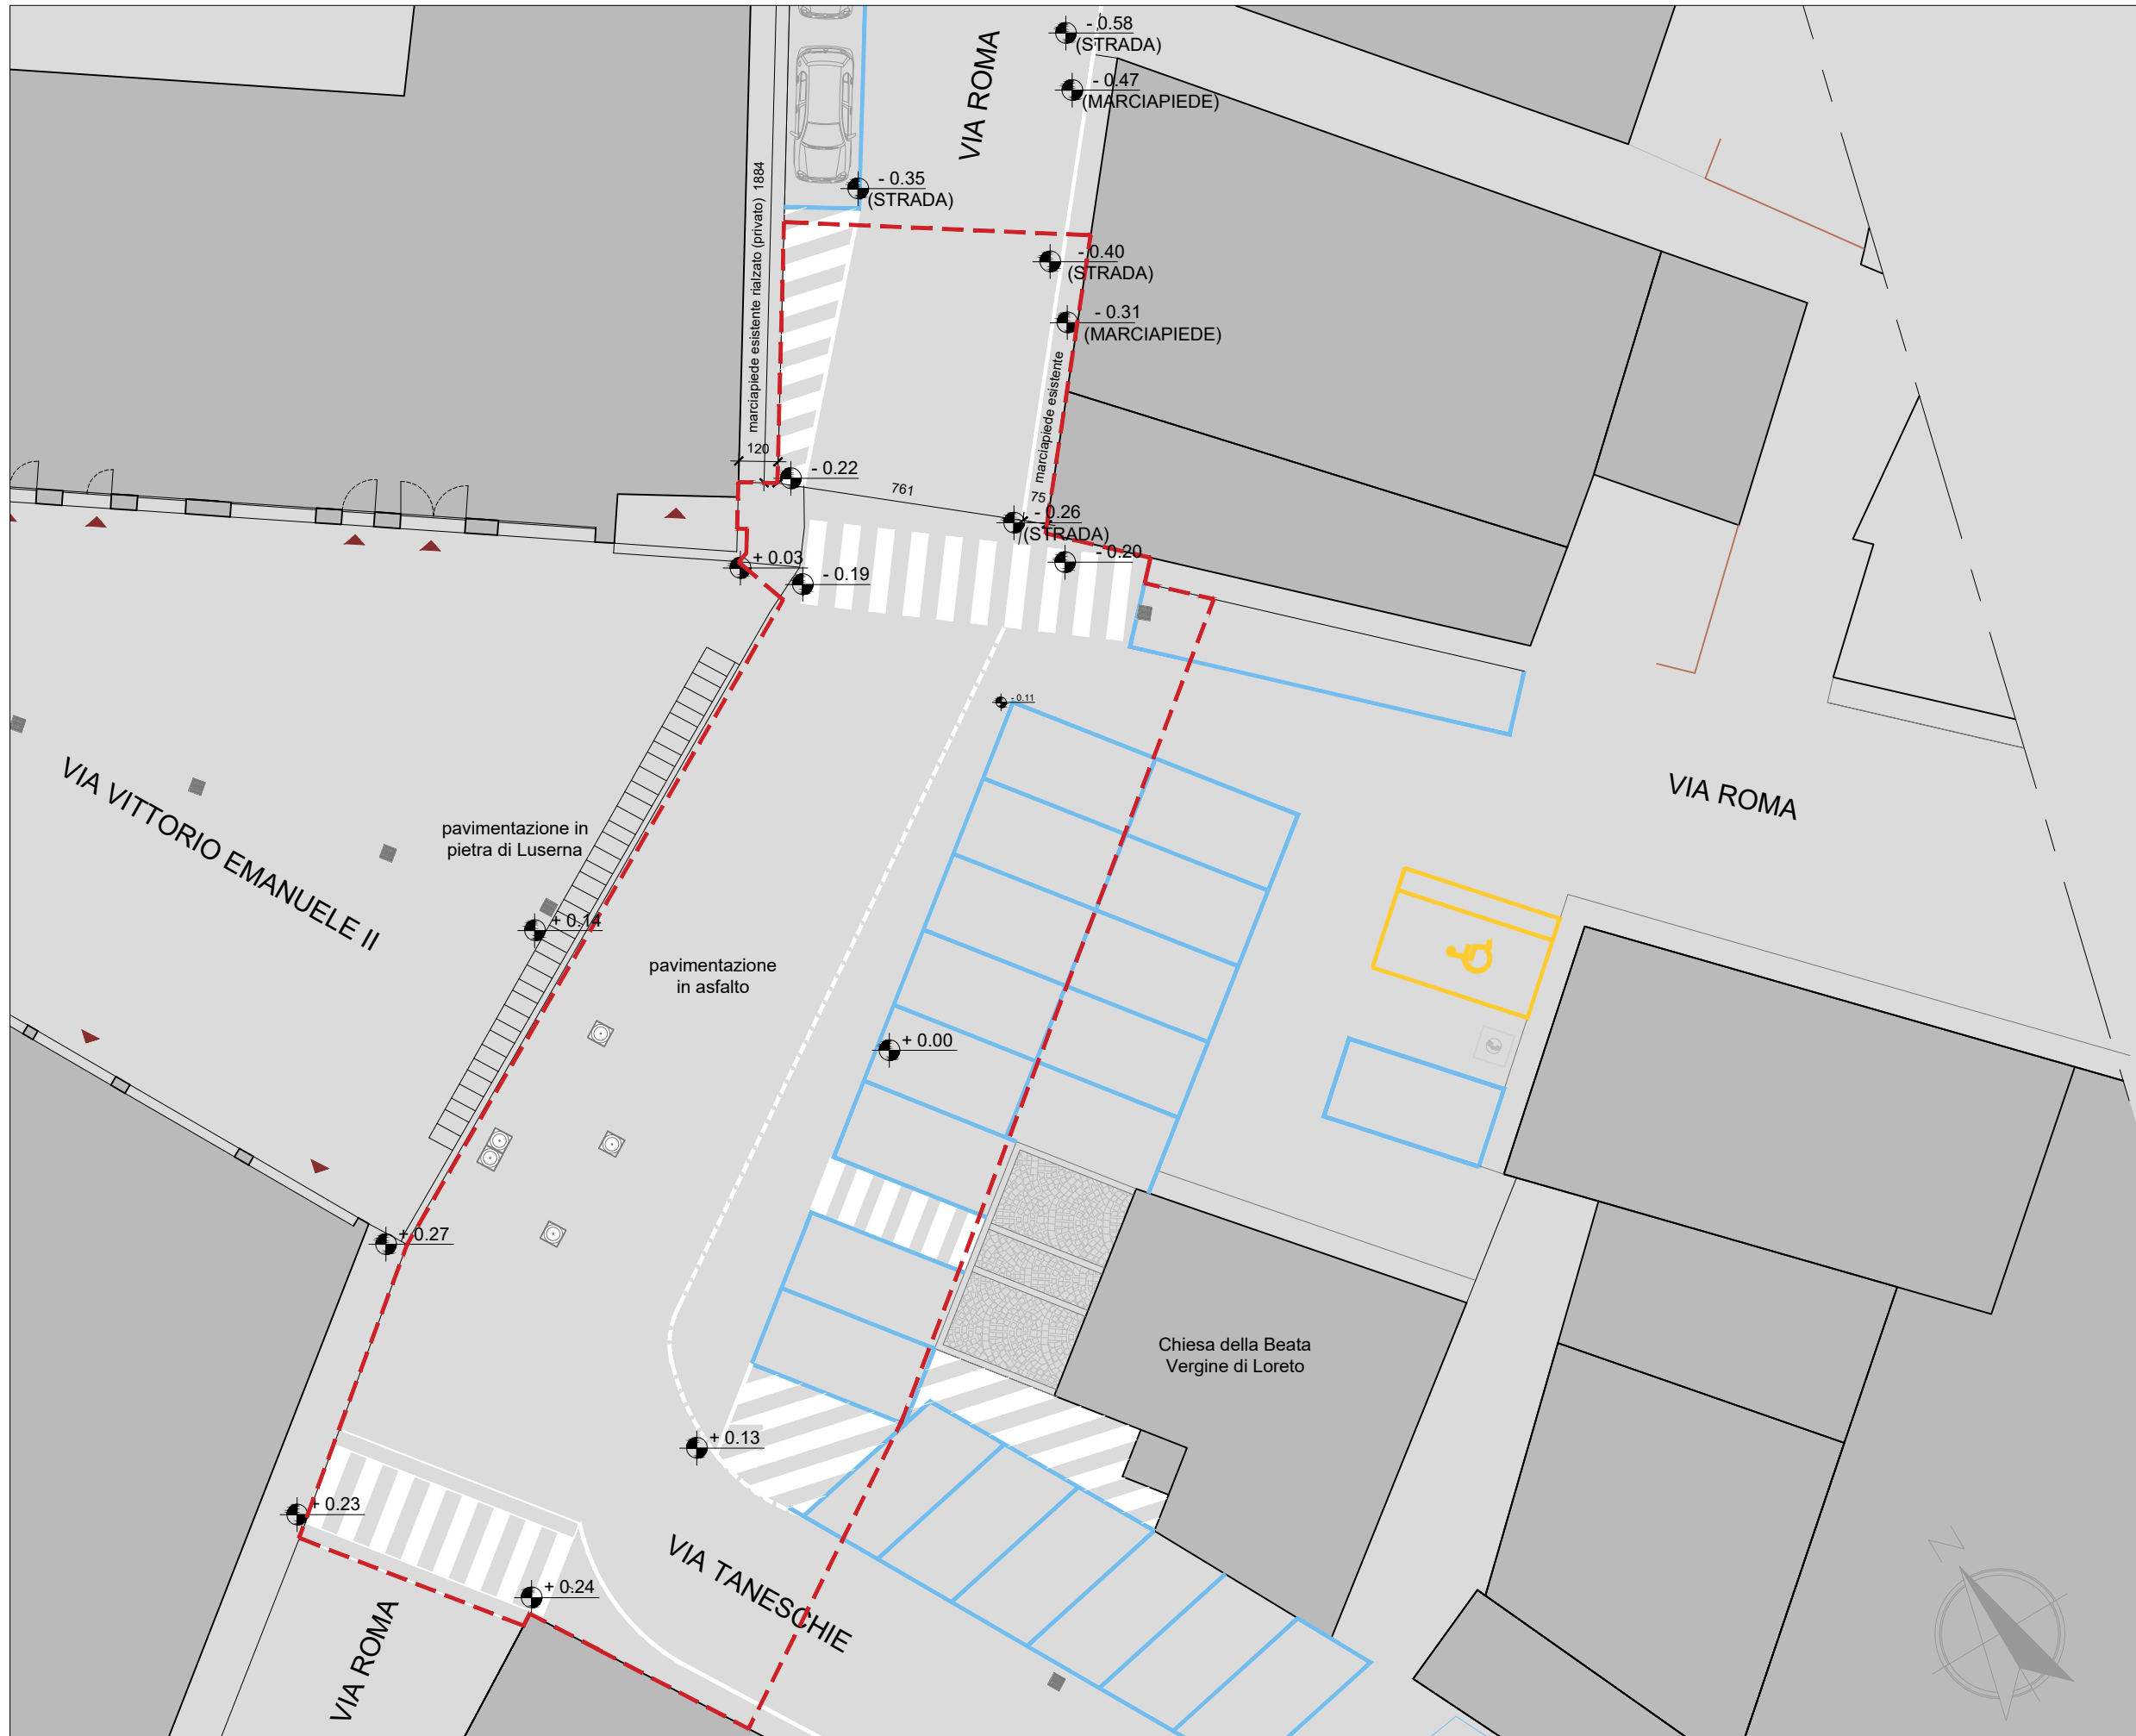 - 0.58
(STRADA)
VIA ROMA
- 0.47
(MARCIAPIEDE)
- 0.35
(STRADA)
marciapiede esistente rialzato (privato) 1884
- 0.40
(STRADA)
- 0.31
(MARCIAPIEDE)
marciapiede esistente
120
- 0.22
761
75
- 0.26
(STRADA)
- 0.20
+ 0.03
- 0.19
- 0.11
VIA VITTORIO EMANUELE II
pavimentazione in
pietra di Luserna
VIA ROMA
+ 0.14
pavimentazione
in asfalto
+ 0.00
+ 0.27
Chiesa della Beata
Vergine di Loreto
+ 0.13
+ 0.23
VIA TANESCHIE
+ 0.24
VIA ROMA
N